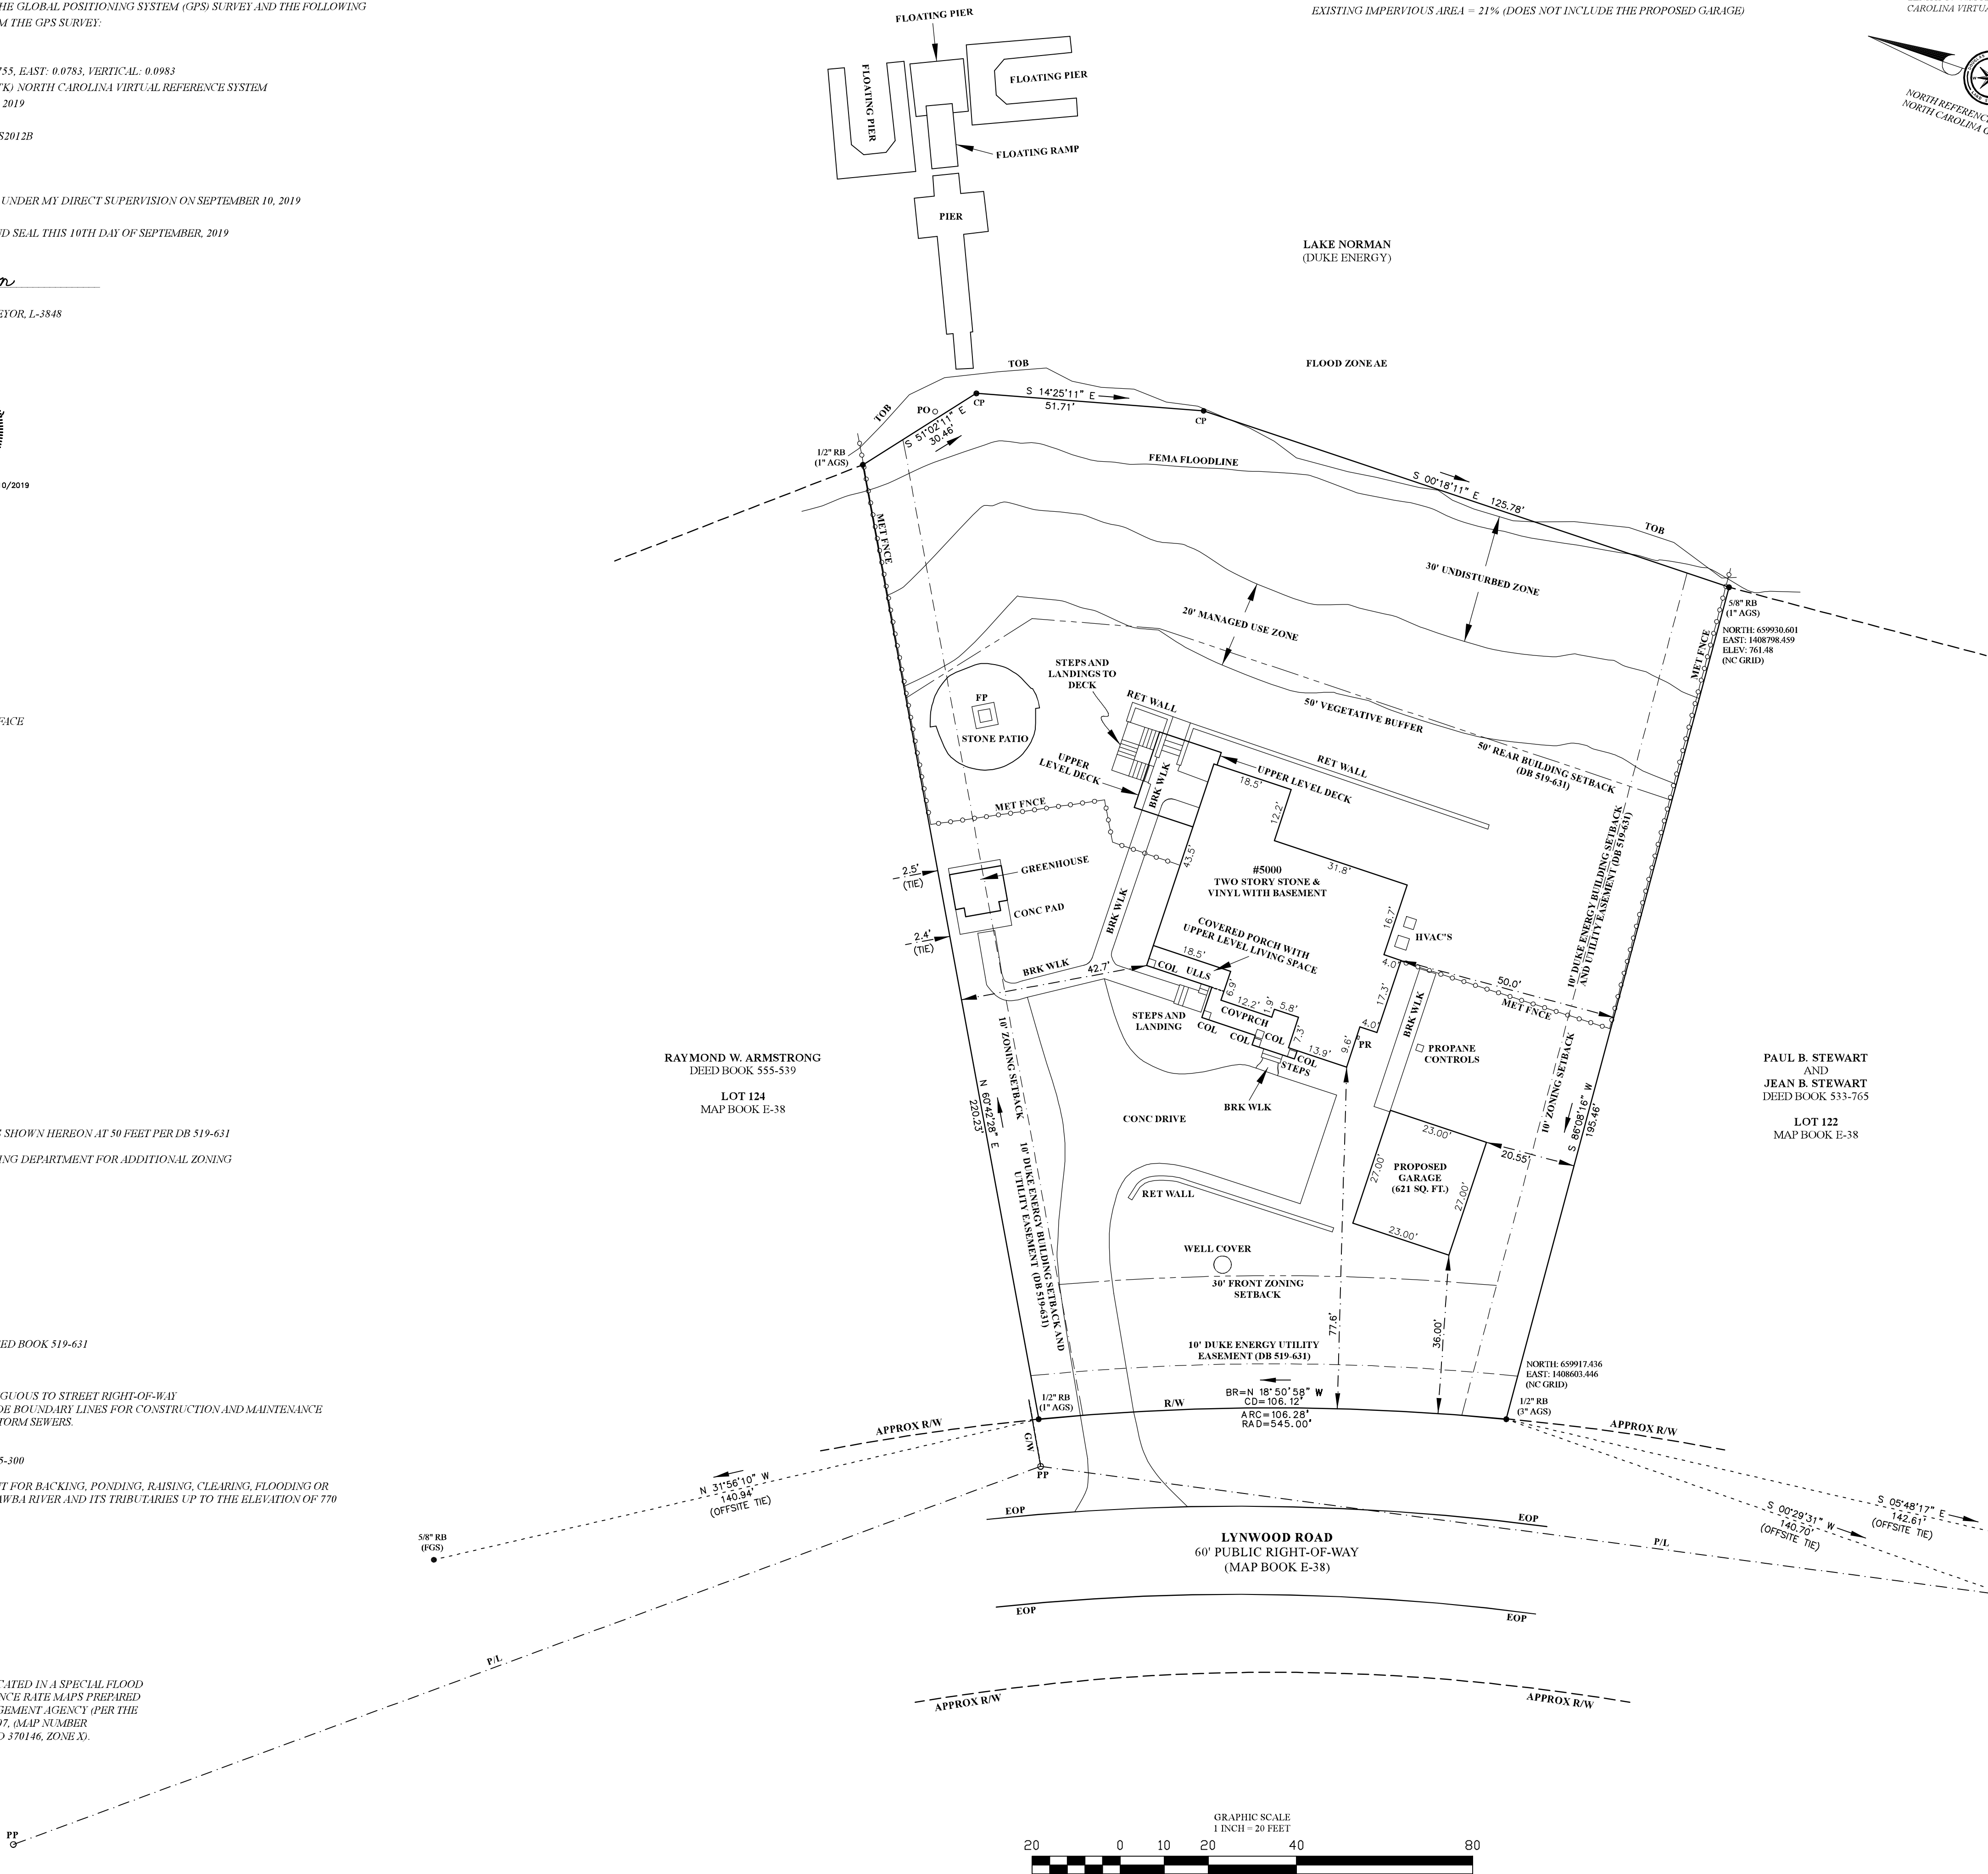 HE GLOBAL POSITIONING SYSTEM (GPS) SURVEY AND THE FOLLOWING
M THE GPS SURVEY:
755, EAST: 0.0783, VERTICAL: 0.0983
TK) NORTH CAROLINA VIRTUAL REFERENCE SYSTEM
, 2019
S2012B
UNDER MY DIRECT SUPERVISION ON SEPTEMBER 10, 2019
ND SEAL THIS 10TH DAY OF SEPTEMBER, 2019
EYOR, L-3848
0/2019
FACE
S SHOWN HEREON AT 50 FEET PER DB 519-631
ING DEPARTMENT FOR ADDITIONAL ZONING
EED BOOK 519-631
GUOUS TO STREET RIGHT-OF-WAY
DE BOUNDARY LINES FOR CONSTRUCTION AND MAINTENANCE
TORM SEWERS.
5-300
NT FOR BACKING, PONDING, RAISING, CLEARING, FLOODING OR
AWBA RIVER AND ITS TRIBUTARIES UP TO THE ELEVATION OF 770
CATED IN A SPECIAL FLOOD
NCE RATE MAPS PREPARED
GEMENT AGENCY (PER THE
97, (MAP NUMBER
D 370146, ZONE X).
EXISTING IMPERVIOUS AREA = 21% (DOES NOT INCLUDE THE PROPOSED GARAGE)
CAROLINA VIRTUA
NORTH REFERENC
NORTH CAROLINA G
FLOATING PIER
FLOATING PIER
FLOATING PIER
FLOATING RAMP
PIER
LAKE NORMAN
(DUKE ENERGY)
FLOOD ZONE AE
TOB
TOB
TOB
PO
CP
CP
S 51°02'11" E
30.46'
S 14°25'11" E
51.71'
S 00°18'11" E 125.78'
1/2" RB
(1" AGS)
FEMA FLOODLINE
MET FNCE
30' UNDISTURBED ZONE
20' MANAGED USE ZONE
5/8" RB
(1" AGS)
NORTH: 659930.601
EAST: 1408798.459
ELEV: 761.48
(NC GRID)
MET FNCE
STEPS AND
LANDINGS TO
DECK
RET WALL
50' VEGETATIVE BUFFER
50' REAR BUILDING SETBACK
(DB 519-631)
FP
STONE PATIO
UPPER
LEVEL DECK
BRK WLK
UPPER LEVEL DECK
RET WALL
MET FNCE
18.5'
12.2'
31.8'
43.5'
16.7'
#5000
TWO STORY STONE &
VINYL WITH BASEMENT
2.5'
(TIE)
GREENHOUSE
CONC PAD
2.4'
(TIE)
BRK WLK
BRK WLK
42.7'
COVERED PORCH WITH
UPPER LEVEL LIVING SPACE
18.5'
COL ULLS
6.9'
12.2'
1.9'
5.8'
COVPRCH
7.3'
13.9'
9.6'
4.0'
17.3'
4.0'
HVAC'S
50.0'
MET FNCE
BRK WLK
PR
PROPANE
CONTROLS
STEPS AND
LANDING
COL
COL
COL
COL
STEPS
BRK WLK
10' DUKE ENERGY BUILDING SETBACK
AND UTILITY EASEMENT (DB 519-631)
10' ZONING SETBACK
10' ZONING SETBACK
RAYMOND W. ARMSTRONG
DEED BOOK 555-539
LOT 124
MAP BOOK E-38
PAUL B. STEWART
AND
JEAN B. STEWART
DEED BOOK 533-765
LOT 122
MAP BOOK E-38
N 60°42'28" E
220.23'
S 86°08'16" W
195.46'
CONC DRIVE
23.00'
27.00'
PROPOSED
GARAGE
(621 SQ. FT.)
27.00'
23.00'
20.55'
10' DUKE ENERGY BUILDING SETBACK AND
UTILITY EASEMENT (DB 519-631)
RET WALL
WELL COVER
30' FRONT ZONING
SETBACK
77.6'
36.00'
10' DUKE ENERGY UTILITY
EASEMENT (DB 519-631)
NORTH: 659917.436
EAST: 1408603.446
(NC GRID)
1/2" RB
(3" AGS)
1/2" RB
(1" AGS)
R/W
BR=N 18°50'58" W
CD=106.12'
ARC=106.28'
RAD=545.00'
APPROX R/W
APPROX R/W
G/W
PP
N 31°56'10" W
140.94'
(OFFSITE TIE)
5/8" RB
(FGS)
S 05°48'17" E
142.61'
(OFFSITE TIE)
S 00°29'31" W
140.70'
(OFFSITE TIE)
EOP
EOP
LYNWOOD ROAD
60' PUBLIC RIGHT-OF-WAY
(MAP BOOK E-38)
P/L
P/L
EOP
EOP
APPROX R/W
APPROX R/W
PP
GRAPHIC SCALE
1 INCH = 20 FEET
20 0 10 20 40 80